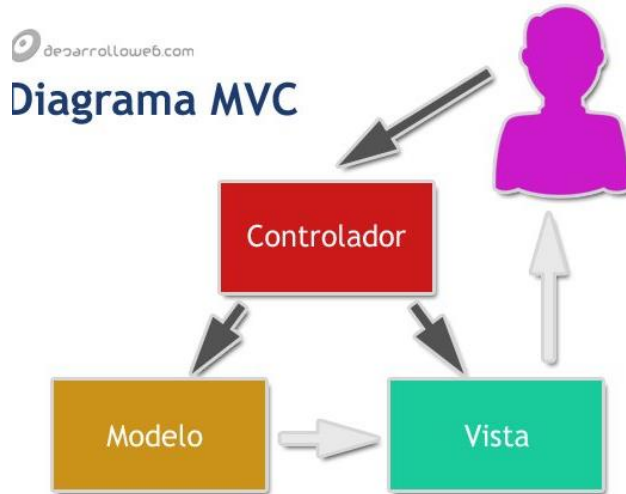 desarrolloweb.com
Diagrama MVC
Controlador
Modelo
Vista